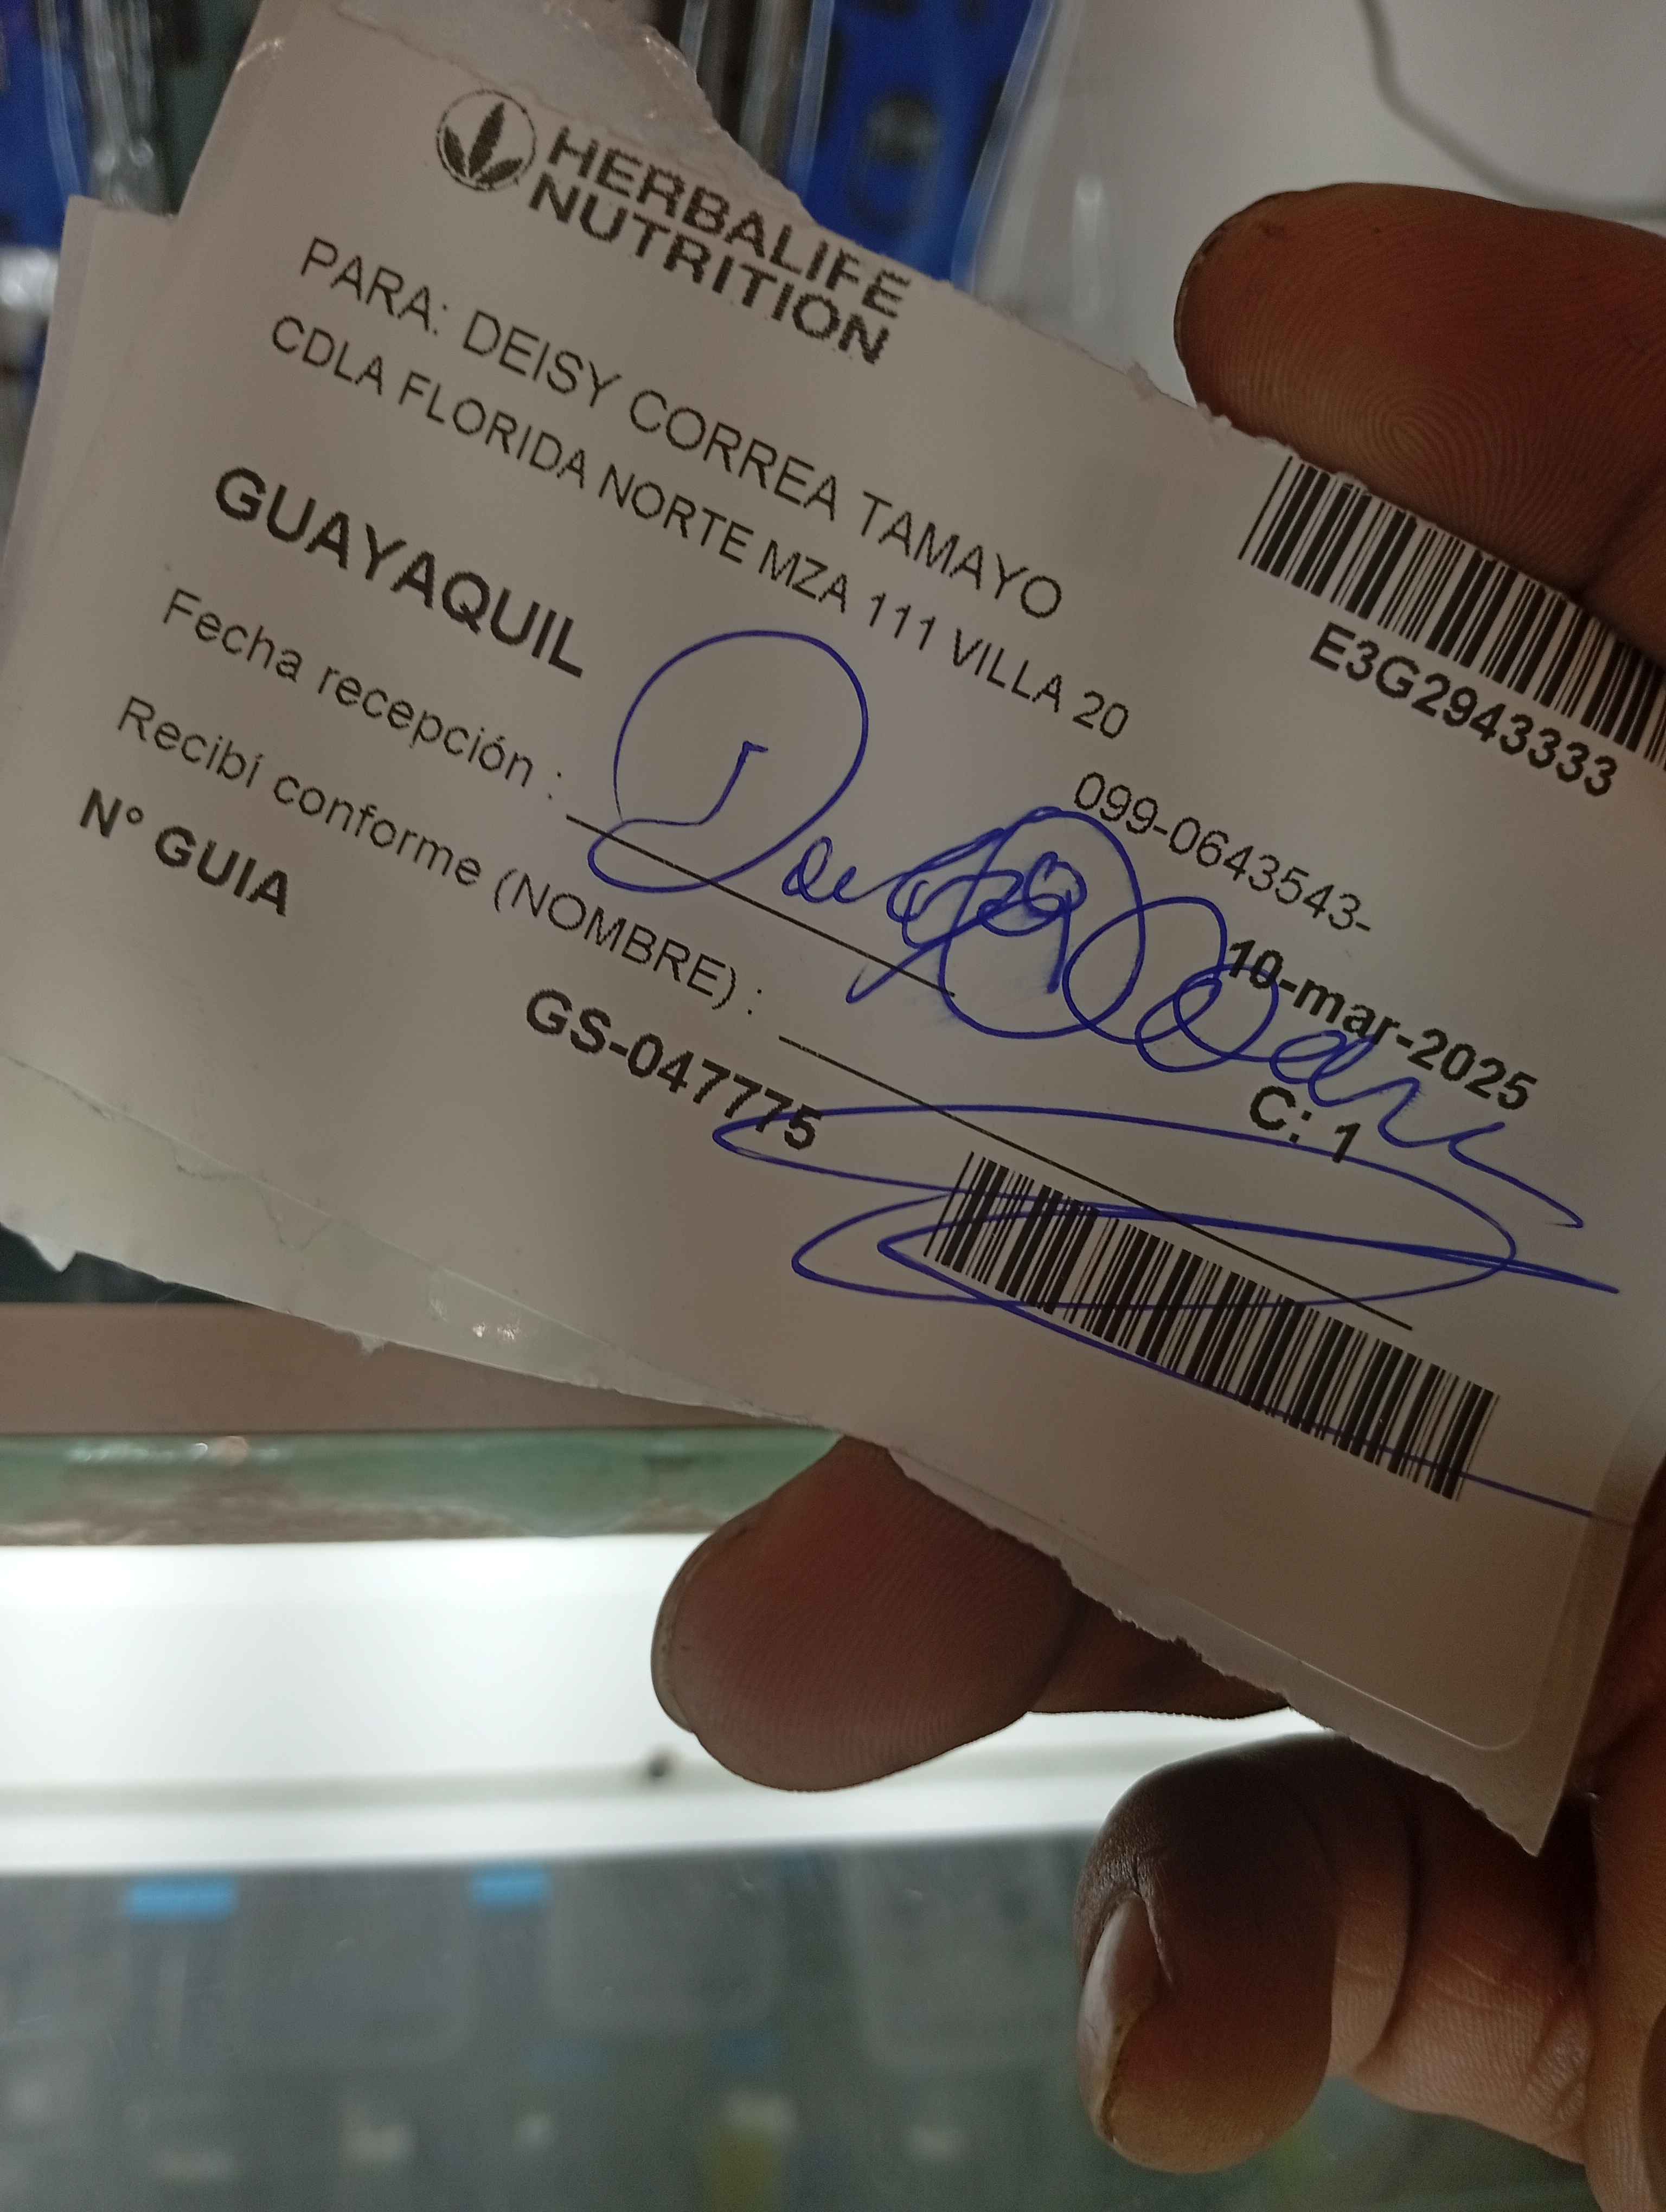 HERBALIFE
NUTRITION
PARA: DEISY CORREA TAMAYO
CDLA FLORIDA NORTE MZA 111 VILLA 20
E3G2943333
GUAYAQUIL
099-0643543-
Fecha recepción :
10-mar-2025
Recibí conforme (NOMBRE) :
C: 1
N° GUIA
GS-047775